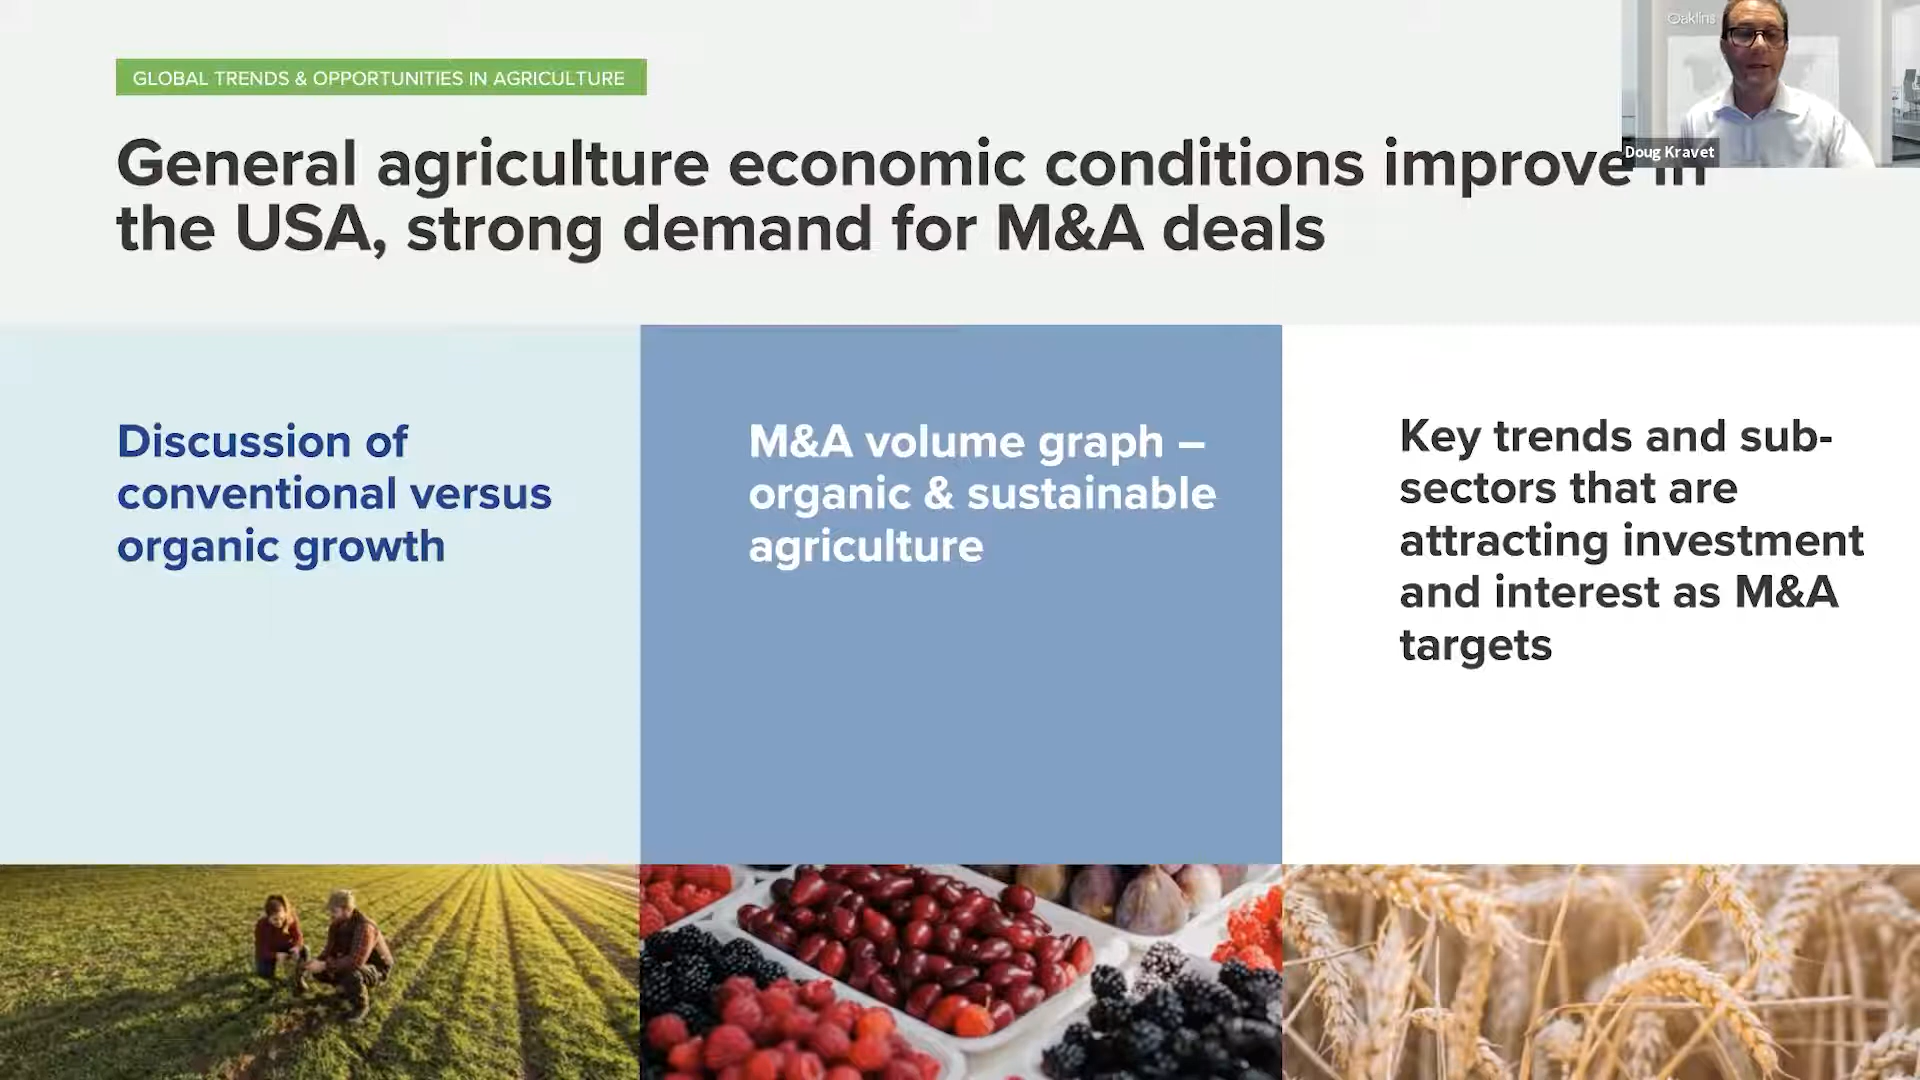 Oaklins
GLOBAL TRENDS & OPPORTUNITIES IN AGRICULTURE
Doug Kravet
General agriculture economic conditions improve in
the USA, strong demand for M&A deals
Discussion of
conventional versus
organic growth
M&A volume graph –
organic & sustainable
agriculture
Key trends and sub-
sectors that are
attracting investment
and interest as M&A
targets